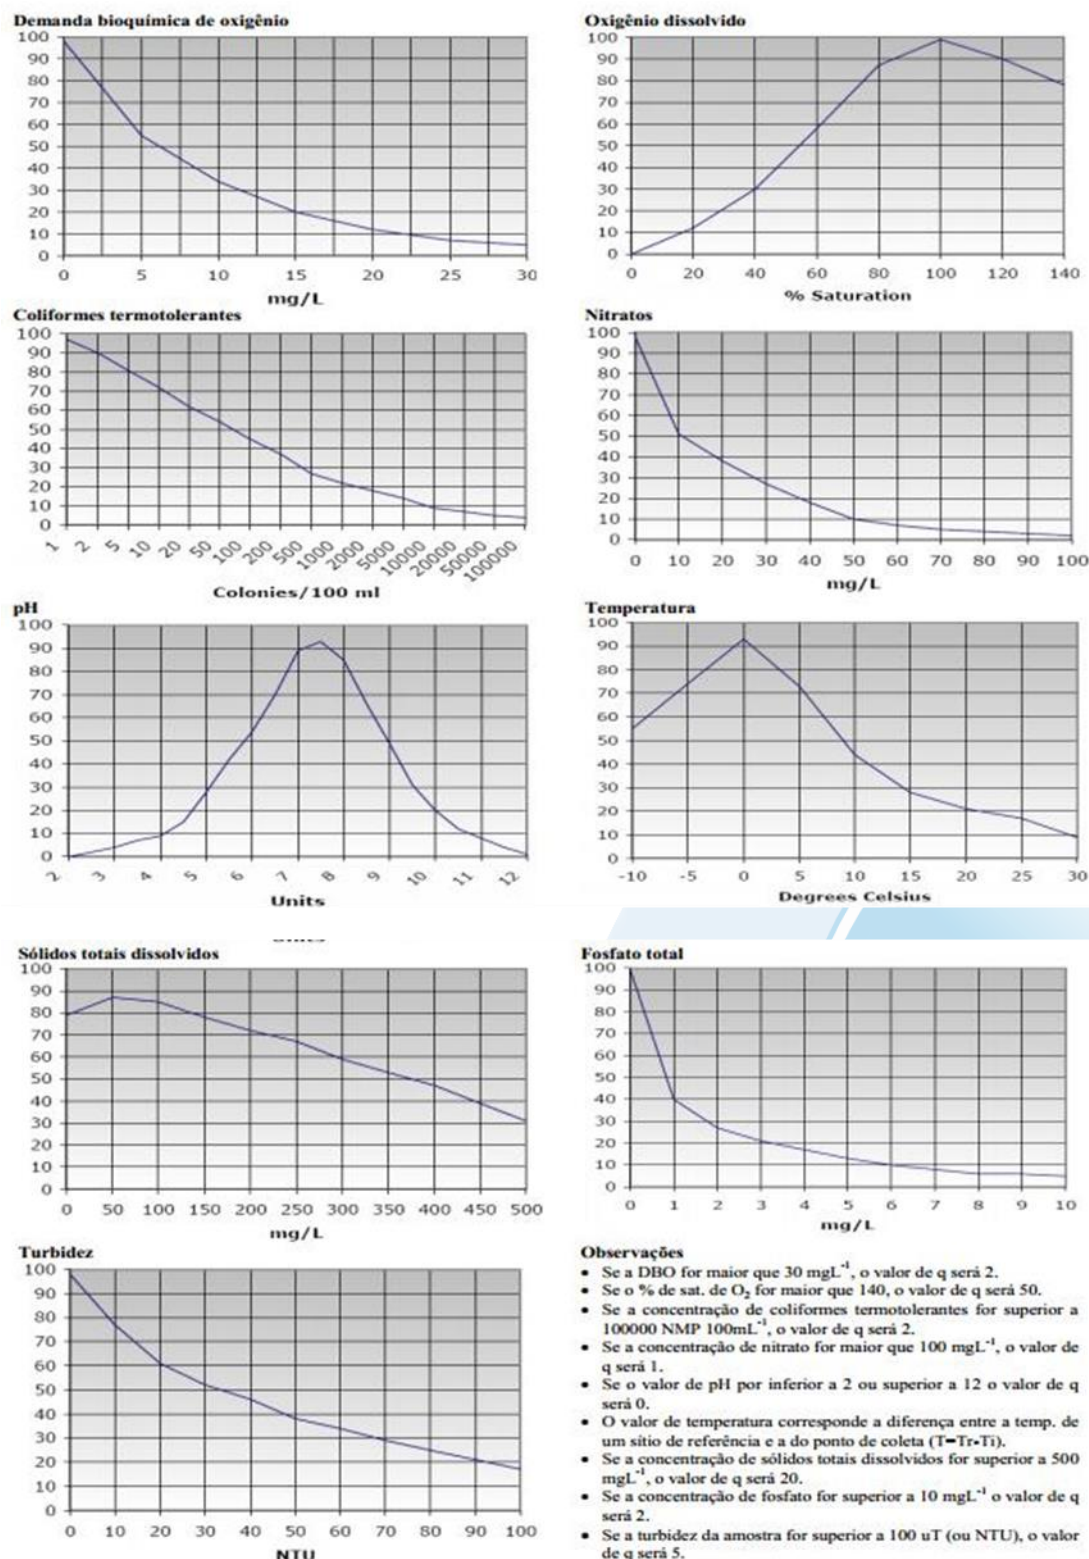 Demanda bioquímica de oxigênio
100
90
80
70
60
50
40
30
20
10
0
0 5 10 15 20 25 30
mg/L
Oxigênio dissolvido
100
90
80
70
60
50
40
30
20
10
0
0 20 40 60 80 100 120 140
% Saturation
Coliformes termotolerantes
100
90
80
70
60
50
40
30
20
10
0
1 2 5 10 20 50 100 200 500 1000 2000 5000 10000 20000 50000 100000
Colonies/100 ml
Nitratos
100
90
80
70
60
50
40
30
20
10
0
0 10 20 30 40 50 60 70 80 90 100
mg/L
pH
100
90
80
70
60
50
40
30
20
10
0
2 3 4 5 6 7 8 9 10 11 12
Units
Temperatura
100
90
80
70
60
50
40
30
20
10
0
-10 -5 0 5 10 15 20 25 30
Degrees Celsius
Sólidos totais dissolvidos
100
90
80
70
60
50
40
30
20
10
0
0 50 100 150 200 250 300 350 400 450 500
mg/L
Fosfato total
100
90
80
70
60
50
40
30
20
10
0
0 1 2 3 4 5 6 7 8 9 10
mg/L
Turbidez
100
90
80
70
60
50
40
30
20
10
0
0 10 20 30 40 50 60 70 80 90 100
NTU
Observações
• Se a DBO for maior que 30 mgL⁻¹, o valor de q será 2.
• Se o % de sat. de O₂ for maior que 140, o valor de q será 50.
• Se a concentração de coliformes termotolerantes for superior a
100000 NMP 100mL⁻¹, o valor de q será 2.
• Se a concentração de nitrato for maior que 100 mgL⁻¹, o valor de
q será 1.
• Se o valor de pH por inferior a 2 ou superior a 12 o valor de q
será 0.
• O valor de temperatura corresponde a diferença entre a temp. de
um sítio de referência e a do ponto de coleta (T=Tr-Ti).
• Se a concentração de sólidos totais dissolvidos for superior a 500
mgL⁻¹, o valor de q será 20.
• Se a concentração de fosfato for superior a 10 mgL⁻¹ o valor de q
será 2.
• Se a turbidez da amostra for superior a 100 uT (ou NTU), o valor
de q será 5.